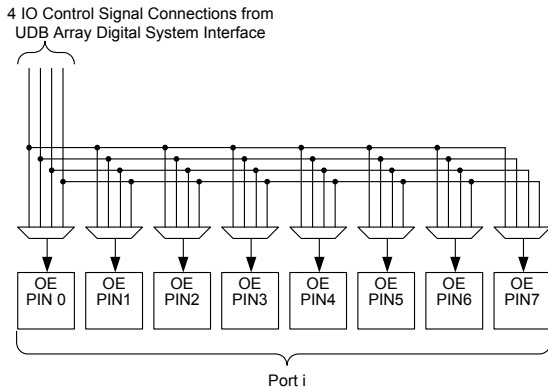 4 IO Control Signal Connections from
UDB Array Digital System Interface
OE
PIN 0
OE
PIN1
OE
PIN2
OE
PIN3
OE
PIN4
OE
PIN5
OE
PIN6
OE
PIN7
Port i